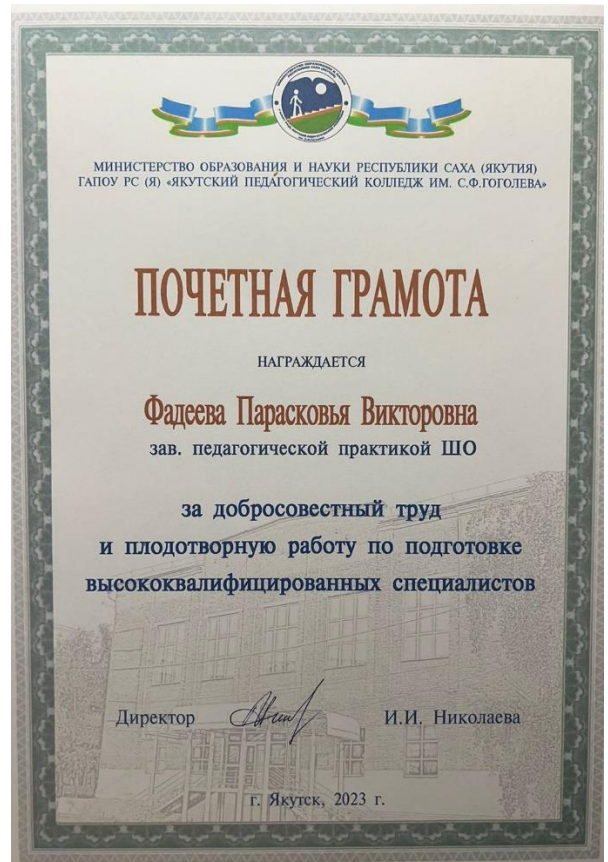 МИНИСТЕРСТВО ОБРАЗОВАНИЯ И НАУКИ РЕСПУБЛИКИ САХА (ЯКУТИЯ)
ГАПОУ РС (Я) «ЯКУТСКИЙ ПЕДАГОГИЧЕСКИЙ КОЛЛЕДЖ ИМ. С.Ф.ГОГОЛЕВА»
ПОЧЕТНАЯ ГРАМОТА
НАГРАЖДАЕТСЯ
Фадеева Парасковья Викторовна
зав. педагогической практикой ШО
за добросовестный труд
и плодотворную работу по подготовке
высококвалифицированных специалистов
Директор И.И. Николаева
г. Якутск, 2023 г.